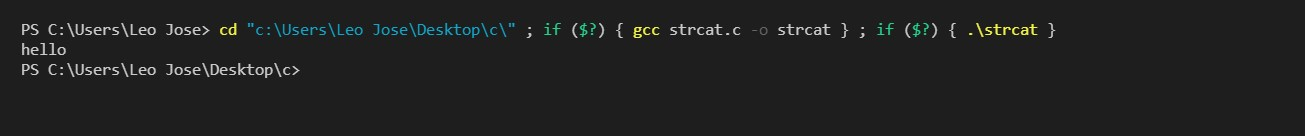 PS C:\Users\Leo Jose> cd "c:\Users\Leo Jose\Desktop\c\" ; if ($?) { gcc strcat.c -o strcat } ; if ($?) { .\strcat }
hello
PS C:\Users\Leo Jose\Desktop\c>